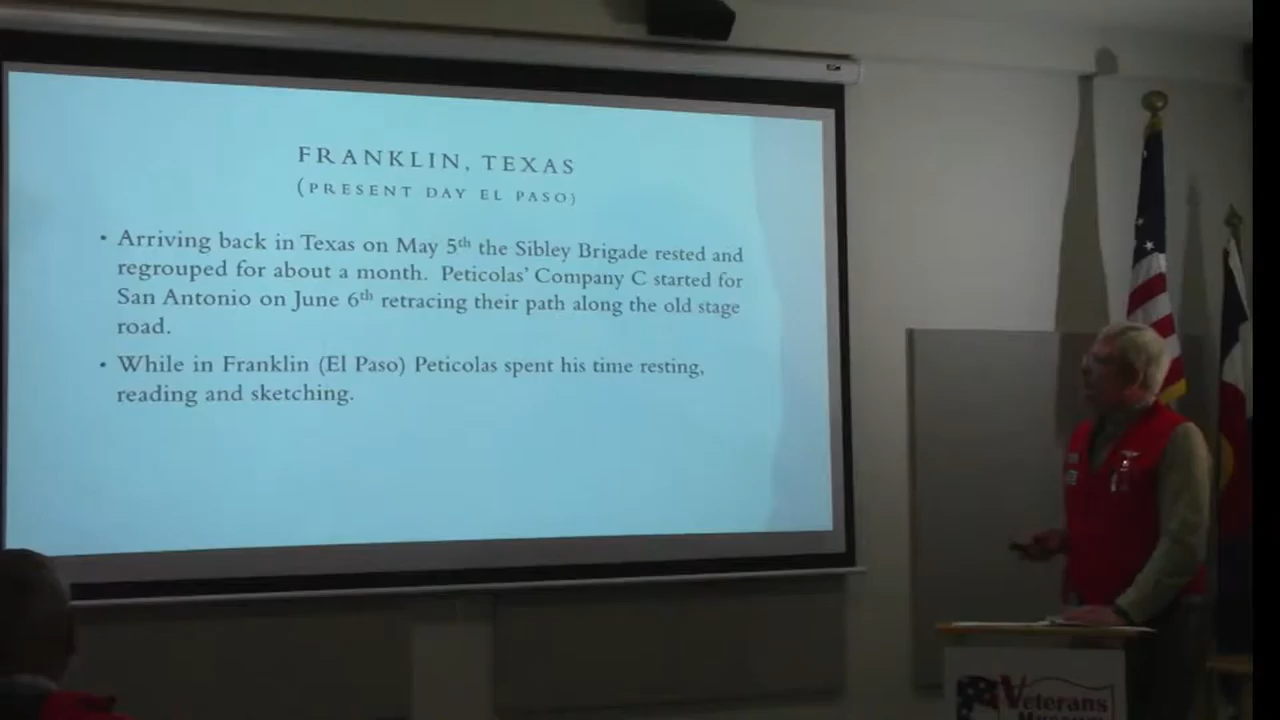 FRANKLIN, TEXAS
(PRESENT DAY EL PASO)
• Arriving back in Texas on May 5th the Sibley Brigade rested and
regrouped for about a month. Peticolas' Company C started for
San Antonio on June 6th retracing their path along the old stage
road.
• While in Franklin (El Paso) Peticolas spent his time resting,
reading and sketching.
Veterans
Museum